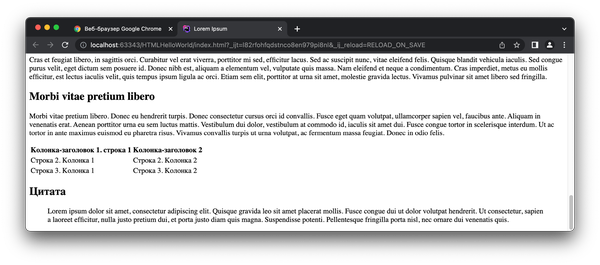 Веб-браузер Google Chrome
Lorem Ipsum
localhost:63343/HTMLHelloWorld/index.html?_ijt=l82rfohfqdstnco8en979pi8nl&_ij_reload=RELOAD_ON_SAVE
Cras et feugiat libero, in sagittis orci. Curabitur vel erat viverra, porttitor mi sed, efficitur lacus. Sed ac suscipit nunc, vitae eleifend felis. Quisque blandit vehicula iaculis. Sed congue
purus velit, eget dictum sem posuere id. Donec nibh est, aliquam a elementum vel, vulputate quis massa. Nam eleifend et neque a condimentum. Cras imperdiet, metus eu mollis
efficitur, est lectus iaculis velit, quis tempus ipsum ligula ac orci. Etiam sem elit, porttitor at urna sit amet, molestie gravida lectus. Vivamus pulvinar sit amet libero sed fringilla.
Morbi vitae pretium libero
Morbi vitae pretium libero. Donec eu hendrerit turpis. Donec consectetur cursus orci id convallis. Fusce eget quam volutpat, ullamcorper sapien vel, faucibus ante. Aliquam in
venenatis erat. Aenean porttitor urna eu sem luctus mattis. Vestibulum dui dolor, vestibulum at commodo id, iaculis sit amet dui. Fusce congue tortor in scelerisque interdum. Ut ac
tortor in ante maximus euismod eu pharetra risus. Vivamus convallis turpis ut urna volutpat, ac fermentum massa feugiat. Donec in odio felis.
Колонка-заголовок 1. строка 1 Колонка-заголовок 2
Строка 2. Колонка 1 Строка 2. Колонка 2
Строка 3. Колонка 1 Строка 3. Колонка 2
Цитата
Lorem ipsum dolor sit amet, consectetur adipiscing elit. Quisque gravida leo sit amet placerat mollis. Fusce congue dui ut dolor volutpat hendrerit. Ut consectetur, sapien
a laoreet efficitur, nulla justo pretium dui, et porta justo diam quis magna. Suspendisse potenti. Pellentesque fringilla porta nisl, nec ornare dui venenatis quis.